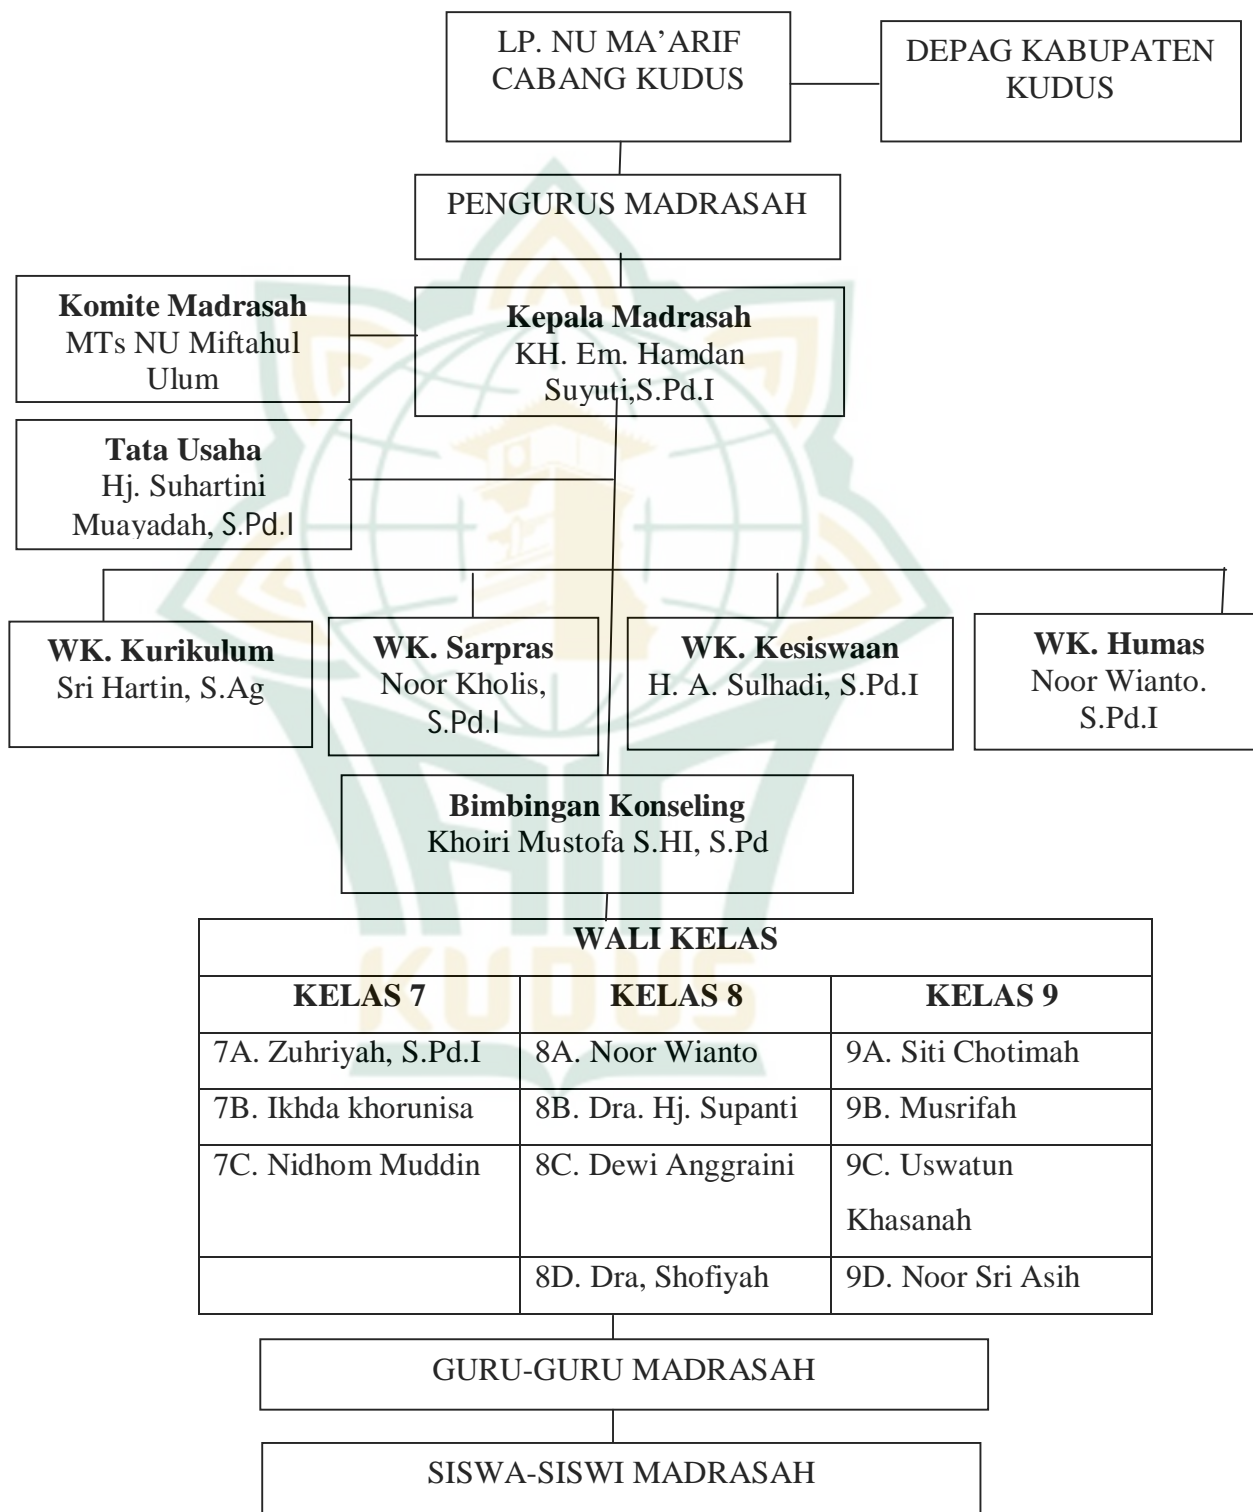 LP. NU MA’ARIF
CABANG KUDUS
DEPAG KABUPATEN
KUDUS
PENGURUS MADRASAH
Komite Madrasah
MTs NU Miftahul
Ulum
Kepala Madrasah
KH. Em. Hamdan
Suyuti,S.Pd.I
Tata Usaha
Hj. Suhartini
Muayadah, S.Pd.I
WK. Kurikulum
Sri Hartin, S.Ag
WK. Sarpras
Noor Kholis,
S.Pd.I
WK. Kesiswaan
H. A. Sulhadi, S.Pd.I
WK. Humas
Noor Wianto.
S.Pd.I
Bimbingan Konseling
Khoiri Mustofa S.HI, S.Pd
WALI KELAS
KELAS 7
KELAS 8
KELAS 9
7A. Zuhriyah, S.Pd.I
8A. Noor Wianto
9A. Siti Chotimah
7B. Ikhda khorunisa
8B. Dra. Hj. Supanti
9B. Musrifah
7C. Nidhom Muddin
8C. Dewi Anggraini
9C. Uswatun
Khasanah
8D. Dra, Shofiyah
9D. Noor Sri Asih
KUDUS
GURU-GURU MADRASAH
SISWA-SISWI MADRASAH